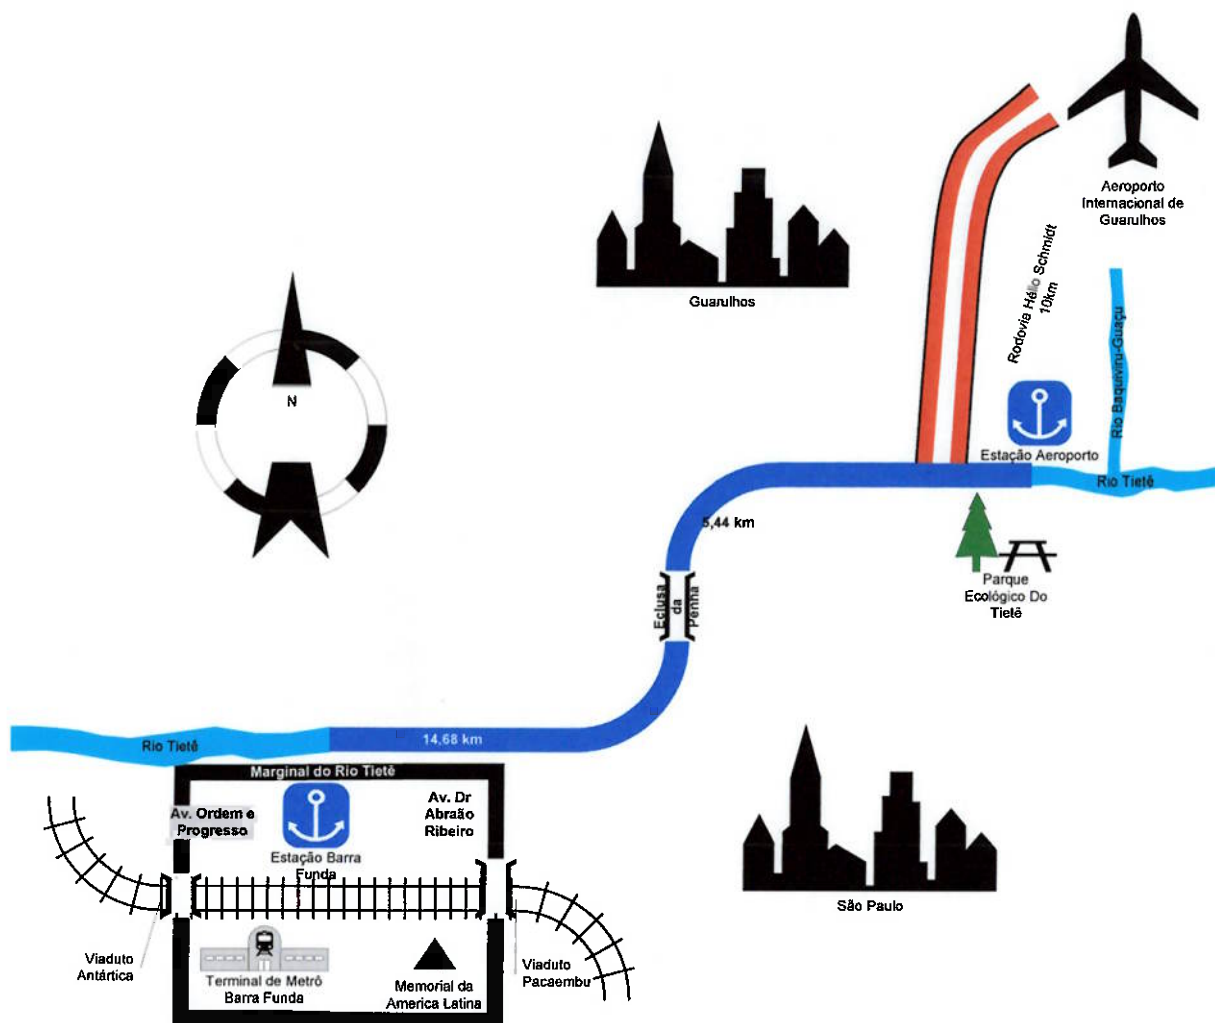 Aeroporto
Internacional de
Guarulhos
Guarulhos
Rodovia Hélio Schmidt
10km
Rio Baquiviru-Guaçu
N
Estação Aeroporto
Rio Tietê
5,44 km
Parque
Ecológico Do
Tietê
Eclusa
da
Penha
14,68 km
Rio Tietê
Marginal do Rio Tietê
Av. Ordem e
Progresso
Av. Dr
Abraão
Ribeiro
Estação Barra
Funda
São Paulo
Viaduto
Antártica
Terminal de Metrô
Barra Funda
Memorial da
America Latina
Viaduto
Pacaembu